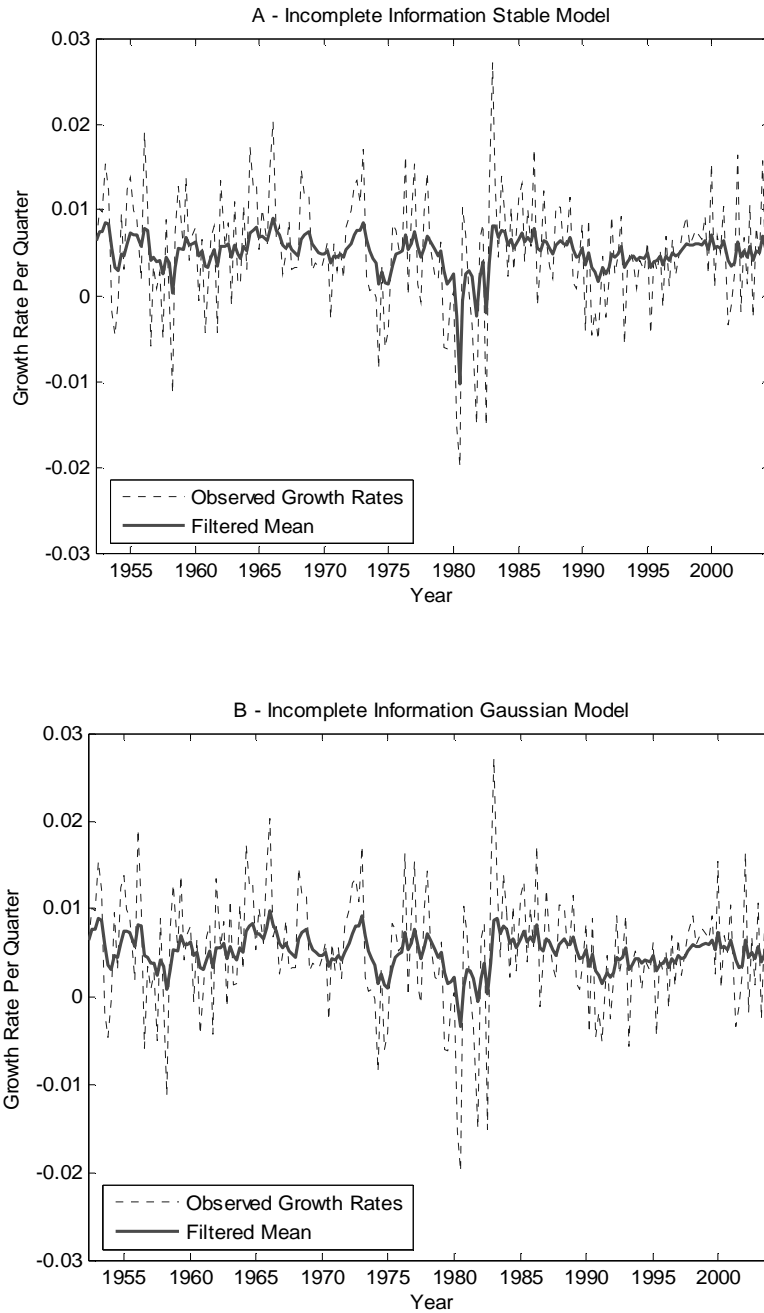 A - Incomplete Information Stable Model
0.03
0.02
0.01
0
-0.01
-0.02
-0.03
Growth Rate Per Quarter
Observed Growth Rates
Filtered Mean
1955 1960 1965 1970 1975 1980 1985 1990 1995 2000
Year
B - Incomplete Information Gaussian Model
0.03
0.02
0.01
0
-0.01
-0.02
-0.03
Growth Rate Per Quarter
Observed Growth Rates
Filtered Mean
1955 1960 1965 1970 1975 1980 1985 1990 1995 2000
Year